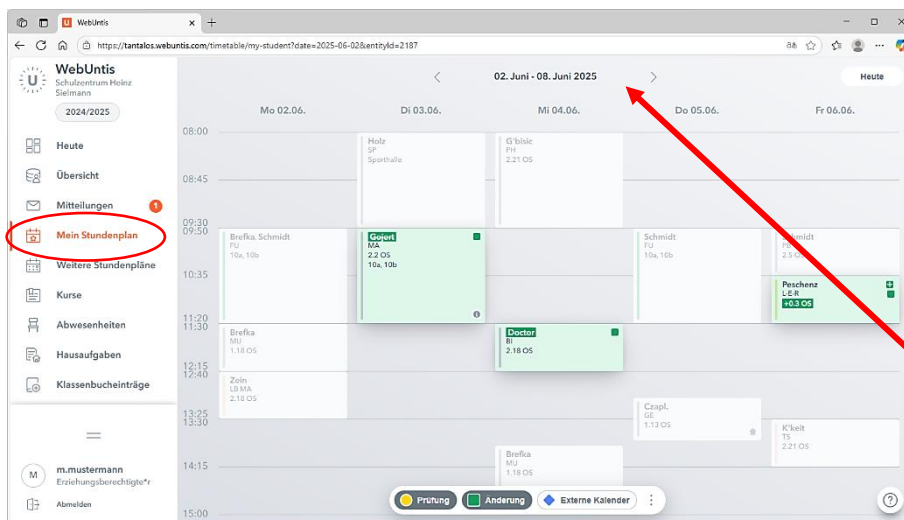 WebUntis
https://tantalos.webuntis.com/timetable/my-student?date=2025-06-02&entityId=2187
WebUntis
Schulzentrum Heinz
Sielmann
2024/2025
Heute
Übersicht
Mitteilungen 1
Mein Stundenplan
Weitere Stundenpläne
Kurse
Abwesenheiten
Hausaufgaben
Klassenbucheinträge
M
m.mustermann
Erziehungsberechtigte*r
Abmelden
02. Juni - 08. Juni 2025
Heute
Mo 02.06. Di 03.06. Mi 04.06. Do 05.06. Fr 06.06.
08:00
Holz
SP
Sporthalle
G'bisic
PH
2.21 OS
08:45
09:30
09:50
Brefka, Schmidt
FU
10a, 10b
Gojert
MA
2.2 OS
10a, 10b
Schmidt
FU
10a, 10b
2.5 OS
10:35
Peschenz
L-E-R
+0.3 OS
11:20
11:30
Brefka
MU
1.18 OS
Doctor
BI
2.18 OS
12:15
12:40
Zein
LB MA
2.18 OS
Czapl.
GE
1.13 OS
13:25
13:30
K'keit
TS
2.21 OS
Brefka
MU
1.18 OS
14:15
15:00
Prüfung Änderung Externe Kalender
?